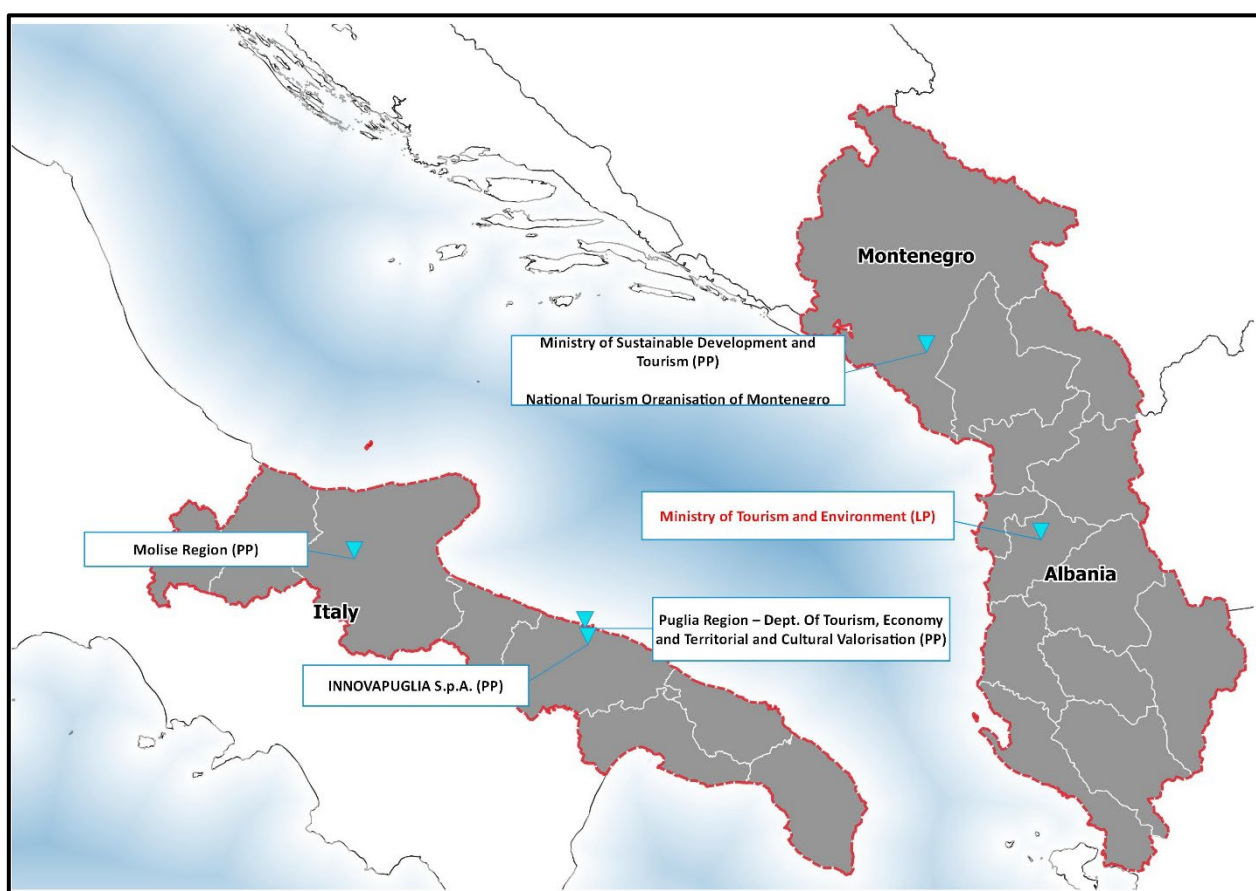 Montenegro
Ministry of Sustainable Development and
Tourism (PP)
National Tourism Organisation of Montenegro
Ministry of Tourism and Environment (LP)
Molise Region (PP)
Albania
Italy
Puglia Region – Dept. Of Tourism, Economy
and Territorial and Cultural Valorisation (PP)
INNOVAPUGLIA S.p.A. (PP)